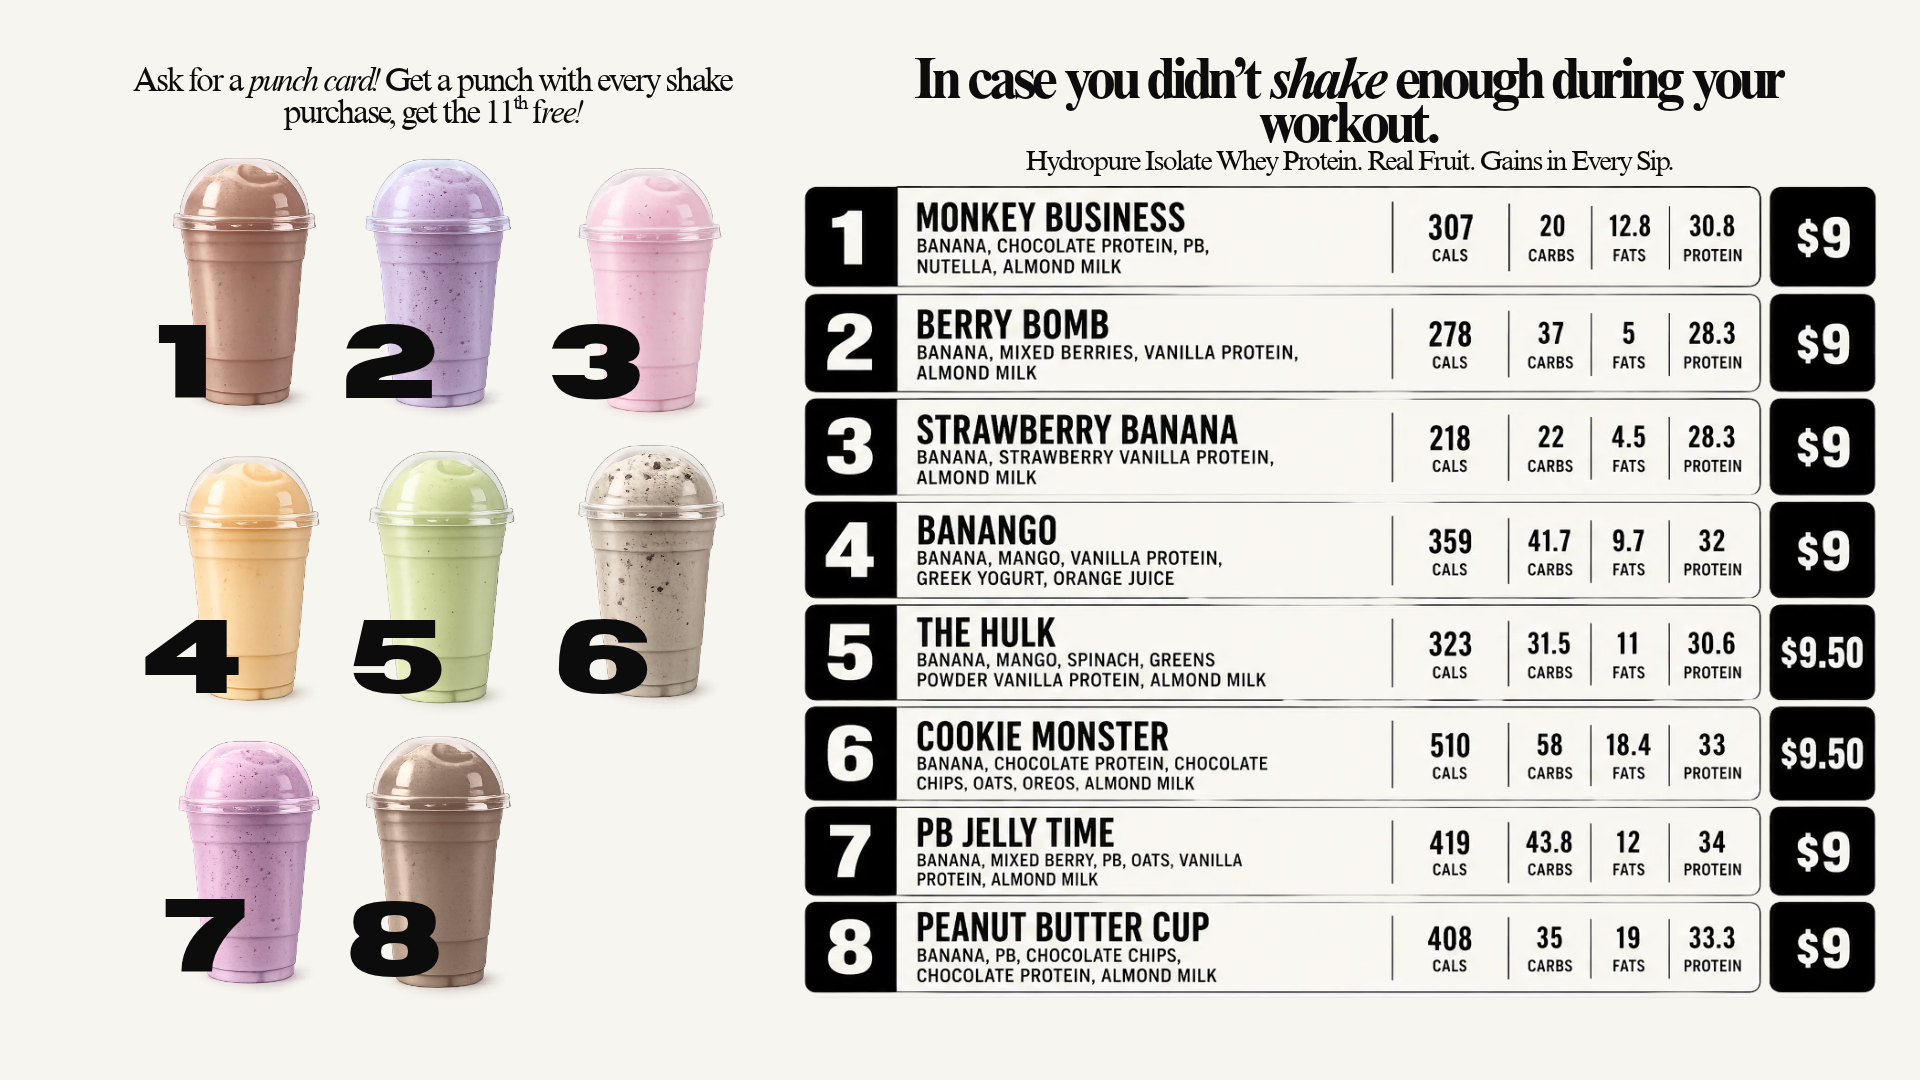 Ask for a punch card! Get a punch with every shake
purchase, get the 11th free!
1
2
3
4
5
6
7
8
In case you didn't shake enough during your
workout.
Hydropure Isolate Whey Protein. Real Fruit. Gains in Every Sip.
1
MONKEY BUSINESS
BANANA, CHOCOLATE PROTEIN, PB,
NUTELLA, ALMOND MILK
307 20 12.8 30.8
CALS CARBS FATS PROTEIN
$9
2
BERRY BOMB
BANANA, MIXED BERRIES, VANILLA PROTEIN,
ALMOND MILK
278 37 5 28.3
CALS CARBS FATS PROTEIN
$9
3
STRAWBERRY BANANA
BANANA, STRAWBERRY VANILLA PROTEIN,
ALMOND MILK
218 22 4.5 28.3
CALS CARBS FATS PROTEIN
$9
4
BANANGO
BANANA, MANGO, VANILLA PROTEIN,
GREEK YOGURT, ORANGE JUICE
359 41.7 9.7 32
CALS CARBS FATS PROTEIN
$9
5
THE HULK
BANANA, MANGO, SPINACH, GREENS
POWDER VANILLA PROTEIN, ALMOND MILK
323 31.5 11 30.6
CALS CARBS FATS PROTEIN
$9.50
6
COOKIE MONSTER
BANANA, CHOCOLATE PROTEIN, CHOCOLATE
CHIPS, OATS, OREOS, ALMOND MILK
510 58 18.4 33
CALS CARBS FATS PROTEIN
$9.50
7
PB JELLY TIME
BANANA, MIXED BERRY, PB, OATS, VANILLA
PROTEIN, ALMOND MILK
419 43.8 12 34
CALS CARBS FATS PROTEIN
$9
8
PEANUT BUTTER CUP
BANANA, PB, CHOCOLATE CHIPS,
CHOCOLATE PROTEIN, ALMOND MILK
408 35 19 33.3
CALS CARBS FATS PROTEIN
$9